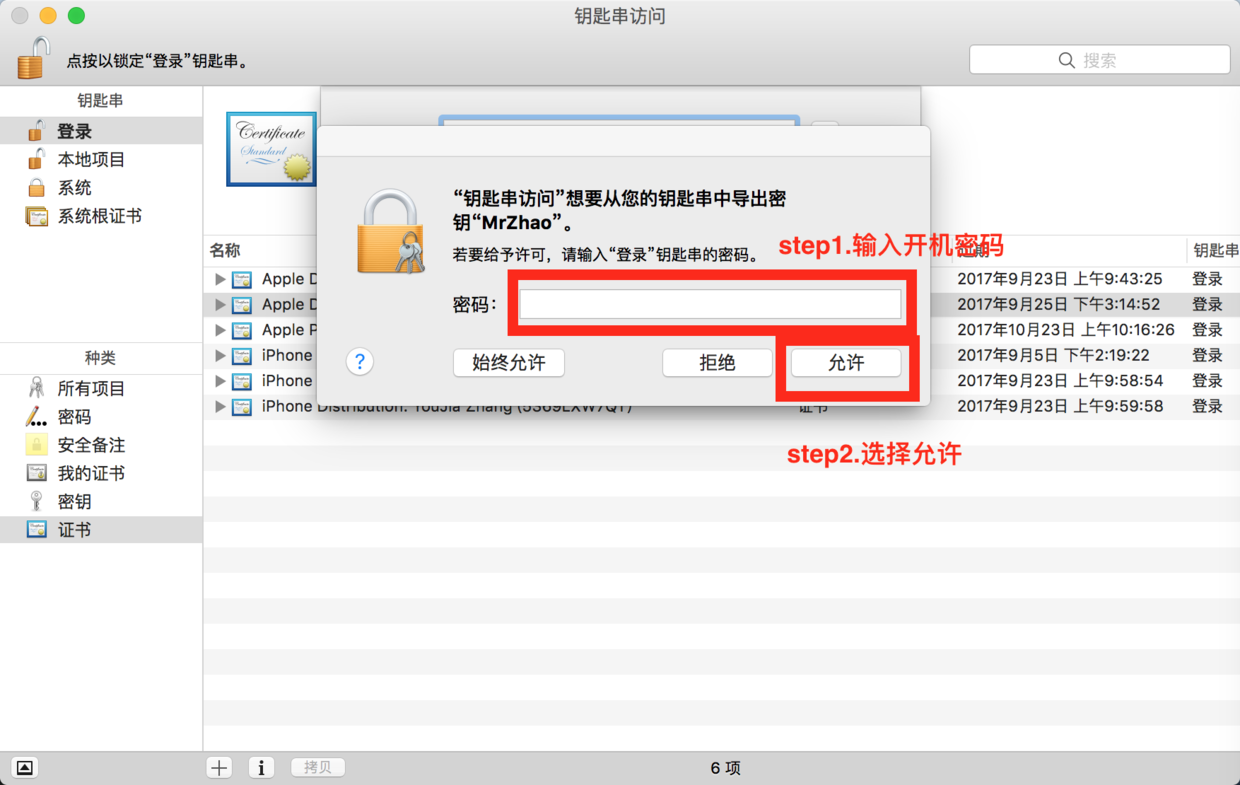 钥匙串访问
点按以锁定“登录”钥匙串。
搜索
钥匙串
登录
本地项目
系统
系统根证书
种类
所有项目
密码
安全备注
我的证书
密钥
证书
Certificate
Standard
“钥匙串访问”想要从您的钥匙串中导出密
钥“MrZhao”。
若要给予许可，请输入“登录”钥匙串的密码。
step1.输入开机密码
密码：
?
始终允许
拒绝
允许
step2.选择允许
名称
钥匙串
Apple D
2017年9月23日 上午9:43:25
登录
Apple D
2017年9月25日 下午3:14:52
登录
Apple P
2017年10月23日 上午10:16:26
登录
iPhone
2017年9月5日 下午2:19:22
登录
iPhone
2017年9月23日 上午9:58:54
登录
iPhone Distribution: YouJia Zhang
证书
2017年9月23日 上午9:59:58
登录
拷贝
6 项